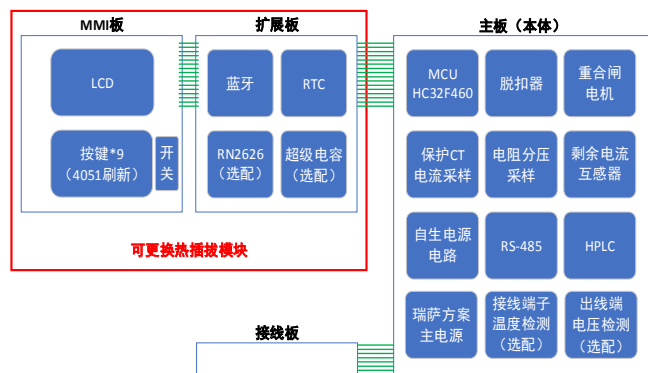 MMI板
扩展板
主板（本体）
LCD
蓝牙
RTC
MCU
HC32F460
脱扣器
重合闸
电机
按键*9
（4051刷新）
开
关
RN2626
（选配）
超级电容
（选配）
保护CT
电流采样
电阻分压
采样
剩余电流
互感器
可更换热插拔模块
自生电源
电路
RS-485
HPLC
接线板
瑞萨方案
主电源
接线端子
温度检测
（选配）
出线端
电压检测
（选配）